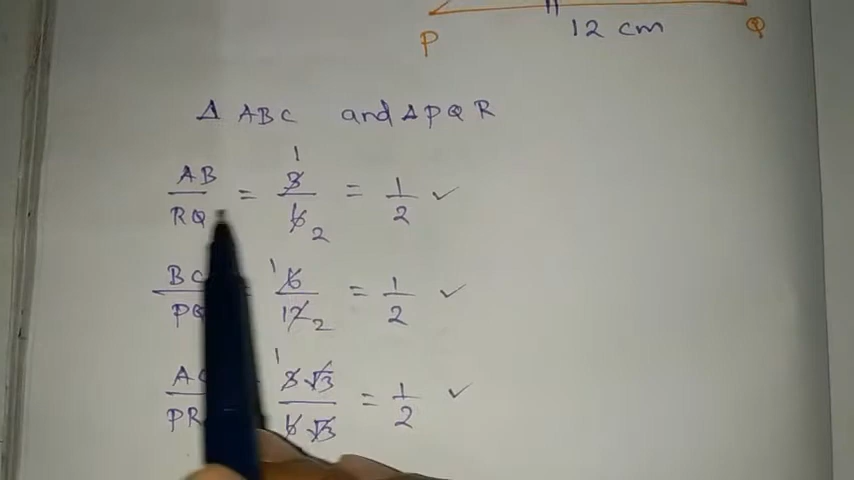 P 12 cm Q
Δ ABC and Δ PQR
AB/RQ = 3/6 = 1/2 ✓
BC/PQ = 6/12 = 1/2 ✓
AC/PR = 3√3/6√3 = 1/2 ✓